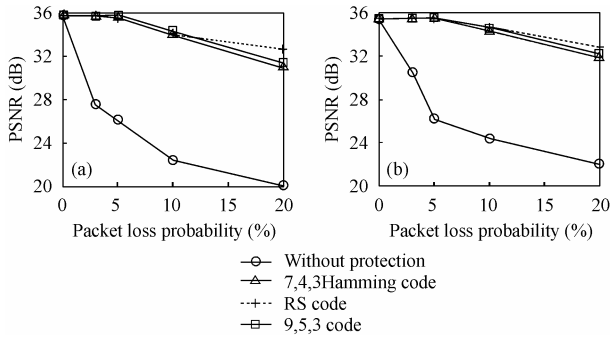 36
32
28
24
20
PSNR (dB)
(a)
0
5
10
15
20
Packet loss probability (%)
36
32
28
24
20
PSNR (dB)
(b)
0
5
10
15
20
Packet loss probability (%)
Without protection
7,4,3Hamming code
RS code
9,5,3 code